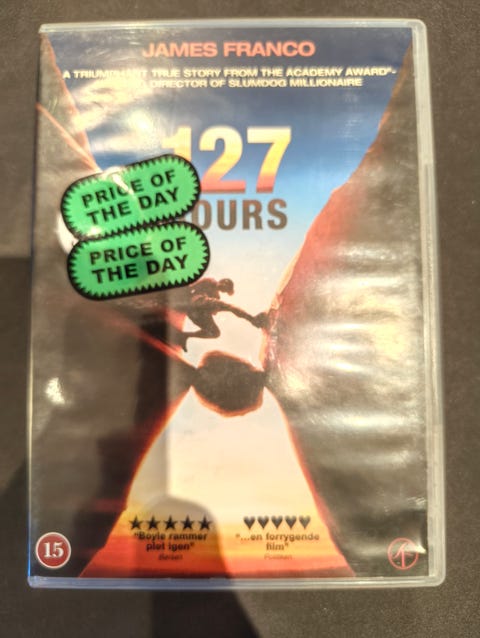 JAMES FRANCO
A TRIUMPHANT TRUE STORY FROM THE ACADEMY AWARD®-
DIRECTOR OF SLUMDOG MILLIONAIRE
127
OURS
PRICE OF
THE DAY
PRICE OF
THE DAY
★★★★★
"Boyle rammer
plet igen"
♥♥♥♥♥
"...en forrygende
film"
15